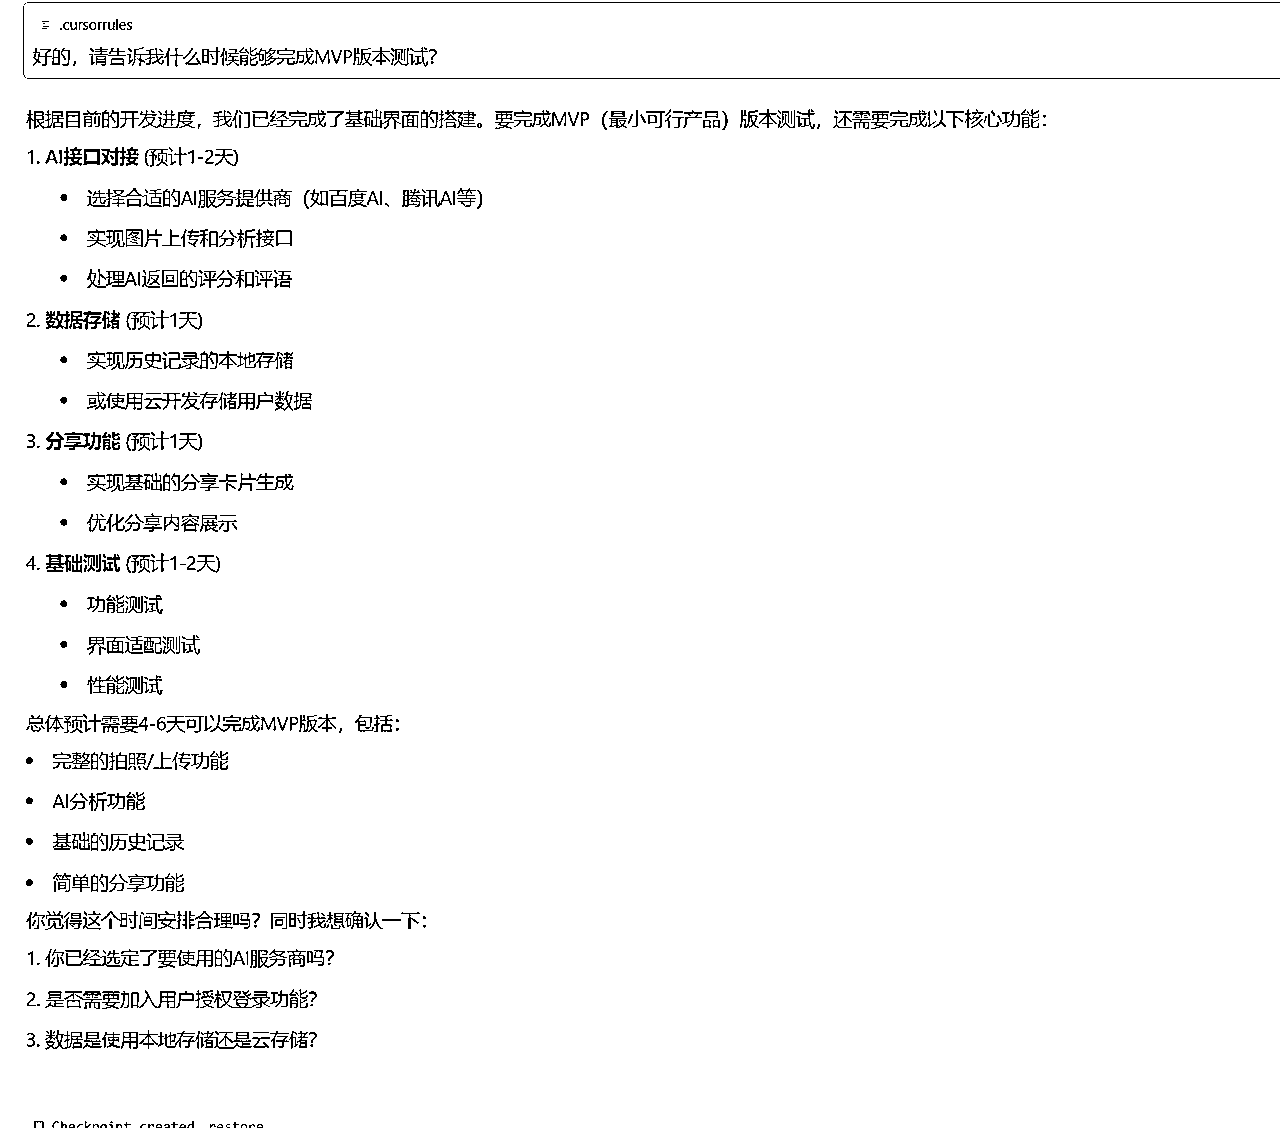 .cursorrules
好的，请告诉我什么时候能够完成MVP版本测试？
根据目前的开发进度，我们已经完成了基础界面的搭建。要完成MVP（最小可行产品）版本测试，还需要完成以下核心功能：
1. AI接口对接 (预计1-2天)
• 选择合适的AI服务提供商（如百度AI、腾讯AI等）
• 实现图片上传和分析接口
• 处理AI返回的评分和评语
2. 数据存储 (预计1天)
• 实现历史记录的本地存储
• 或使用云开发存储用户数据
3. 分享功能 (预计1天)
• 实现基础的分享卡片生成
• 优化分享内容展示
4. 基础测试 (预计1-2天)
• 功能测试
• 界面适配测试
• 性能测试
总体预计需要4-6天可以完成MVP版本，包括：
• 完整的拍照/上传功能
• AI分析功能
• 基础的历史记录
• 简单的分享功能
你觉得这个时间安排合理吗？同时我想确认一下：
1. 你已经选定了要使用的AI服务商吗？
2. 是否需要加入用户授权登录功能？
3. 数据是使用本地存储还是云存储？
Checkpoint created. restore